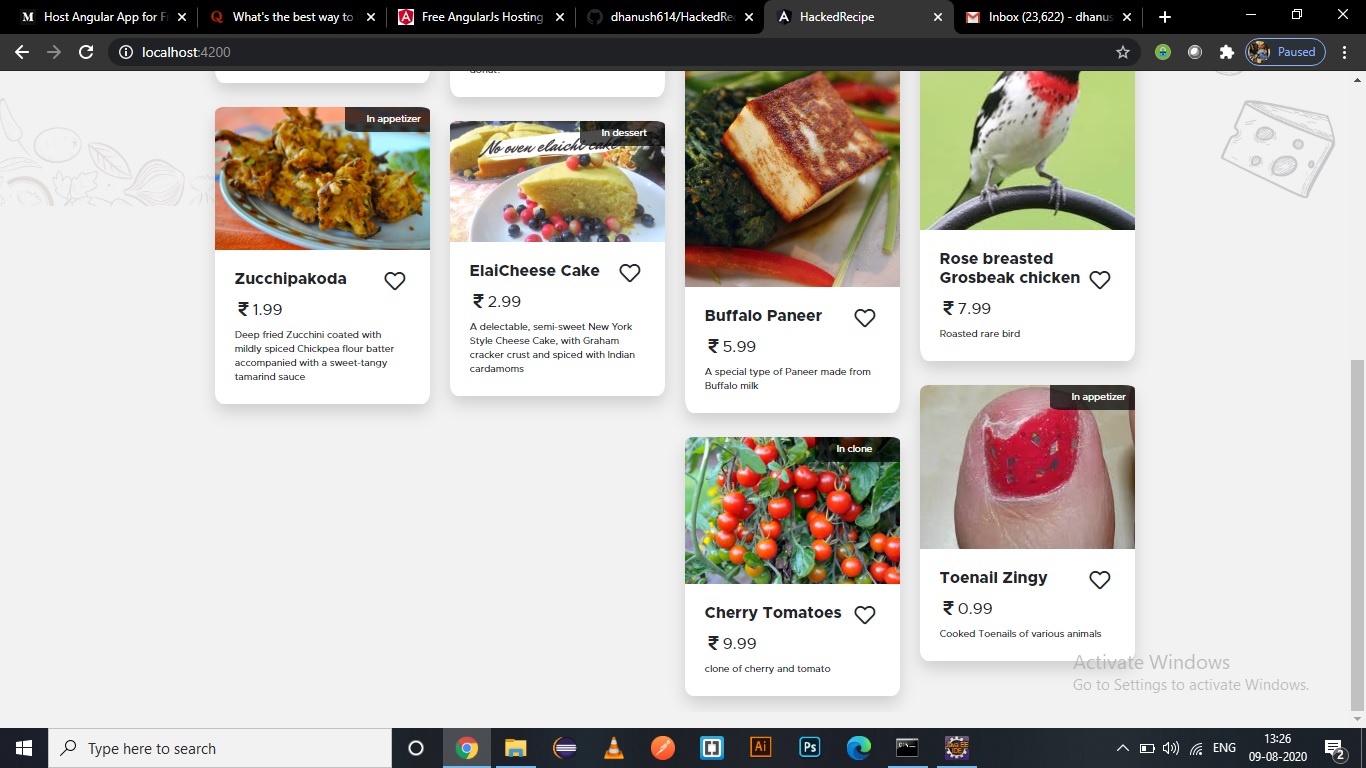 Host Angular App for Fr
What's the best way to
Free AngularJs Hosting
dhanush614/HackedRec
HackedRecipe
Inbox (23,622) - dhanus
localhost:4200
Paused
donut.
In appetizer
Zucchipakoda
₹ 1.99
Deep fried Zucchini coated with
mildly spiced Chickpea flour batter
accompanied with a sweet-tangy
tamarind sauce
In dessert
No oven elaichi cake
ElaiCheese Cake
₹ 2.99
A delectable, semi-sweet New York
Style Cheese Cake, with Graham
cracker crust and spiced with Indian
cardamoms
Buffalo Paneer
₹ 5.99
A special type of Paneer made from
Buffalo milk
In clone
Cherry Tomatoes
₹ 9.99
clone of cherry and tomato
Rose breasted
Grosbeak chicken
₹ 7.99
Roasted rare bird
In appetizer
Toenail Zingy
₹ 0.99
Cooked Toenails of various animals
Activate Windows
Go to Settings to activate Windows.
Type here to search
Ai
Ps
ENG
13:26
09-08-2020
2